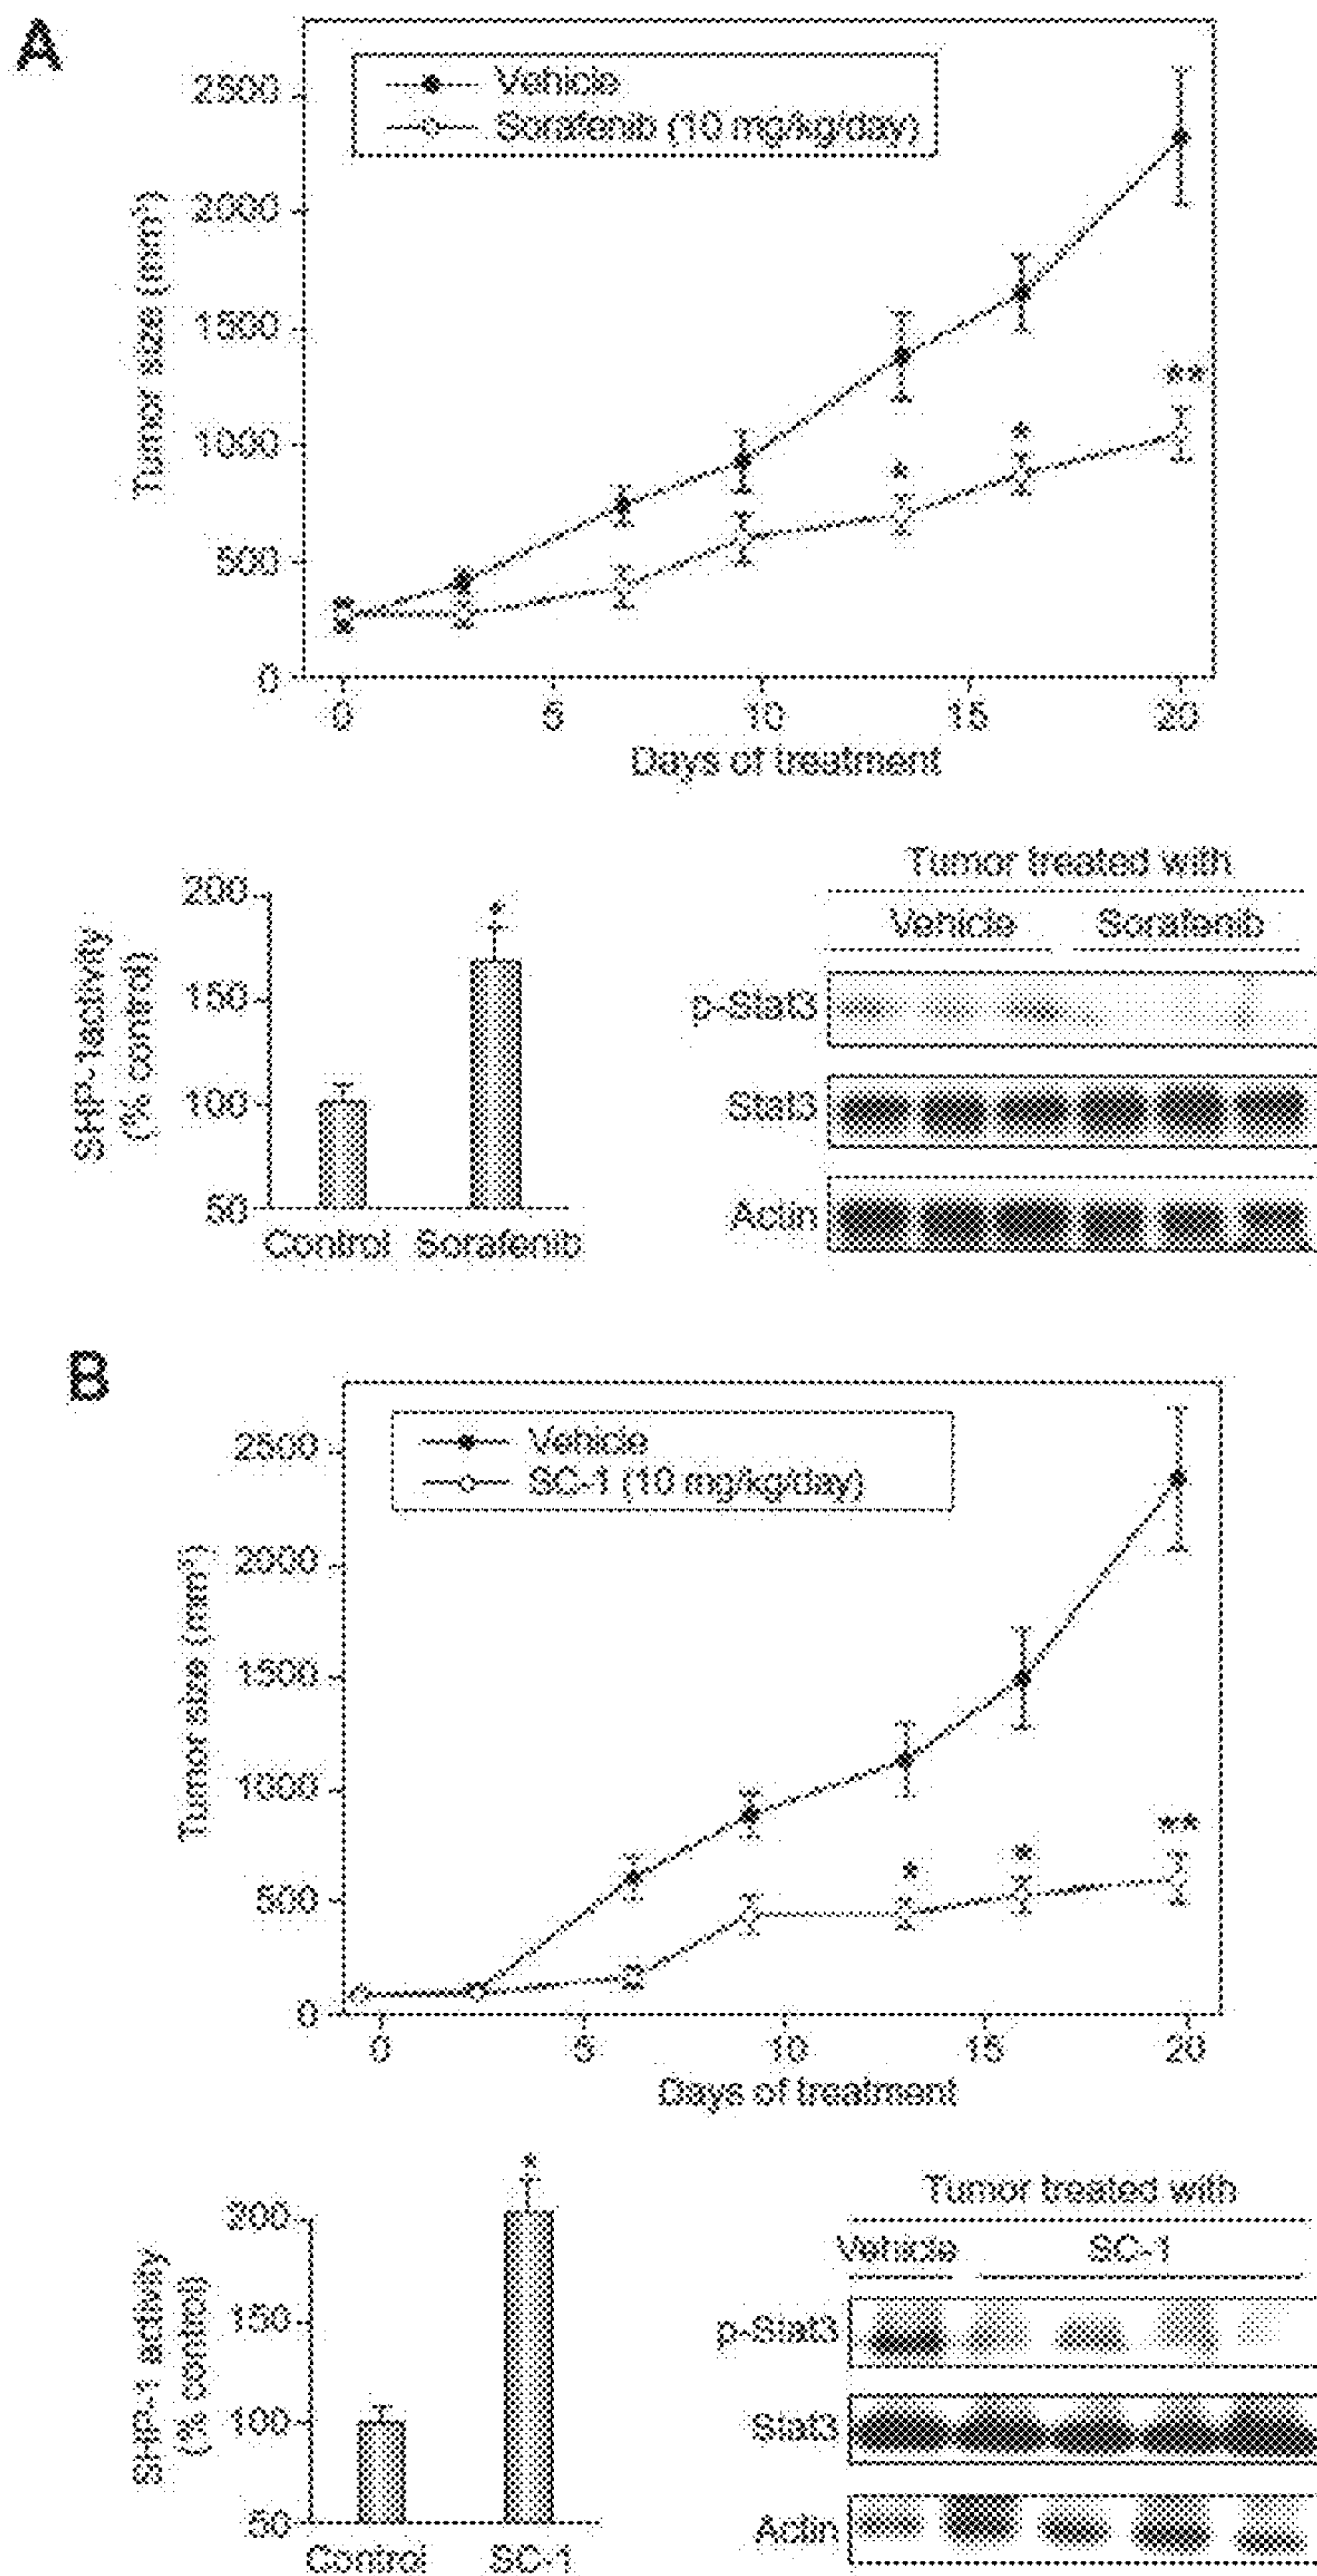 A
Vehicle
Sorafenib (10 mg/kg/day)
2500
2000
1500
1000
500
0
Tumor size (mm³)
0 5 10 15 20
Days of treatment
*
*
**
SHP-1activity
(% control)
200
150
100
50
*
Control Sorafenib
Tumor treated with
Vehicle Sorafenib
p-Stat3
Stat3
Actin
B
Vehicle
SC-1 (10 mg/kg/day)
2500
2000
1500
1000
500
0
Tumor size (mm³)
0 5 10 15 20
Days of treatment
*
*
**
SHP-1 activity
(% control)
200
150
100
50
*
Control SC-1
Tumor treated with
Vehicle SC-1
p-Stat3
Stat3
Actin